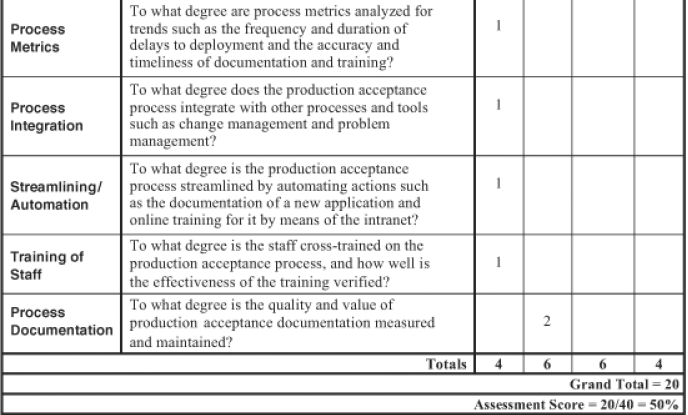 Process
Metrics
To what degree are process metrics analyzed for
trends such as the frequency and duration of
delays to deployment and the accuracy and
timeliness of documentation and training?
1
Process
Integration
To what degree does the production acceptance
process integrate with other processes and tools
such as change management and problem
management?
1
Streamlining/
Automation
To what degree is the production acceptance
process streamlined by automating actions such
as the documentation of a new application and
online training for it by means of the intranet?
1
Training of
Staff
To what degree is the staff cross-trained on the
production acceptance process, and how well is
the effectiveness of the training verified?
1
Process
Documentation
To what degree is the quality and value of
production acceptance documentation measured
and maintained?
2
Totals 4 6 6 4
Grand Total = 20
Assessment Score = 20/40 = 50%